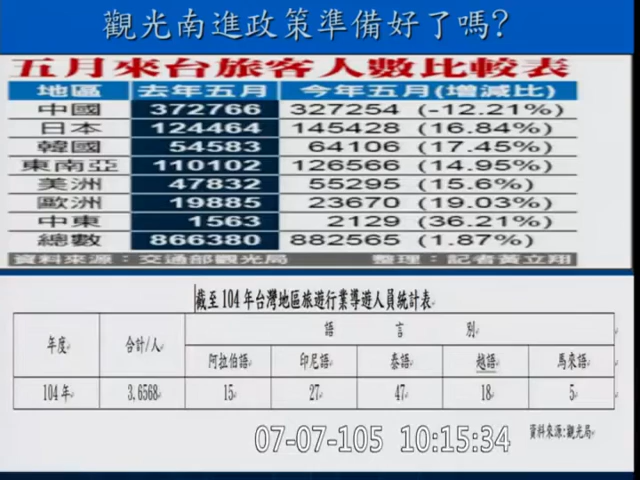 觀光南進政策準備好了嗎?
五月來台旅客人數比較表
地區 去年五月 今年五月(增減比)
中國 372766 327254 (-12.21%)
日本 124464 145428 (16.84%)
韓國 54583 64106 (17.45%)
東南亞 110102 126566 (14.95%)
美洲 47832 55295 (15.6%)
歐洲 19885 23670 (19.03%)
中東 1563 2129 (36.21%)
總數 866380 882565 (1.87%)
資料來源：交通部觀光局 整理：記者黃立翔
截至104年台灣地區旅遊行業導遊人員統計表
年度 合計/人 語言別
阿拉伯語 印尼語 泰語 越語 馬來語
104年 3,6568 15 27 47 18 5
資料來源:觀光局
07-07-105 10:15:34